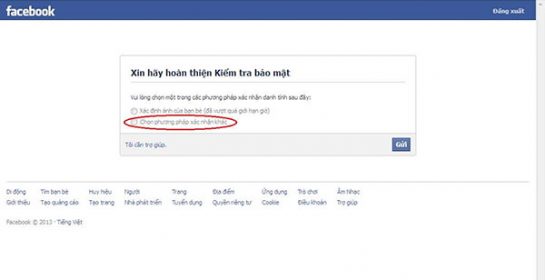 facebook Đăng xuất
Xin hãy hoàn thiện Kiểm tra bảo mật
Vui lòng chọn một trong các phương pháp xác nhận danh tính sau đây:
Xác định ảnh của bạn bè (đã vượt quá giới hạn giờ)
Chọn phương pháp xác nhận khác
Tôi cần trợ giúp. Gửi
Di động Tìm bạn bè Huy hiệu Người Trang Địa điểm Ứng dụng Trò chơi Âm Nhạc
Giới thiệu Tạo quảng cáo Tạo trang Nhà phát triển Tuyển dụng Quyền riêng tư Cookie Điều khoản Trợ giúp
Facebook © 2013 · Tiếng Việt